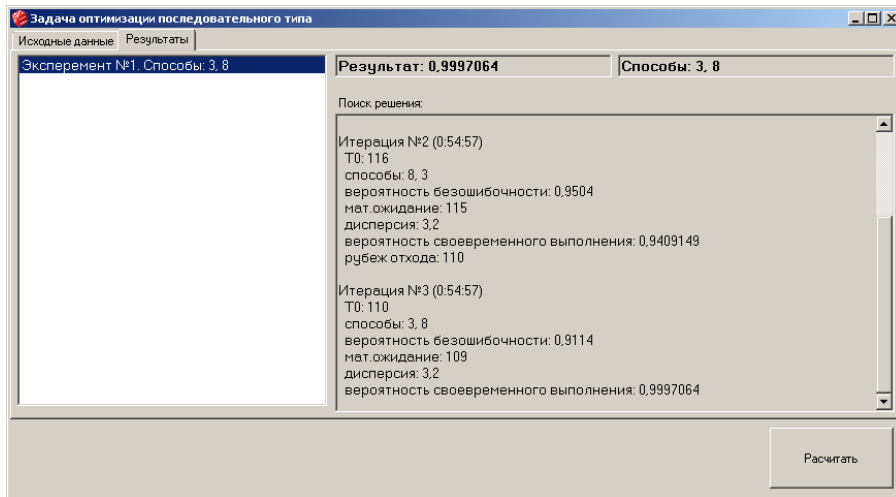 Задача оптимизации последовательного типа
Исходные данные Результаты
Эксперемент №1. Способы: 3, 8
Результат: 0,9997064
Способы: 3, 8
Поиск решения:
Итерация №2 (0:54:57)
T0: 116
способы: 8, 3
вероятность безошибочности: 0,9504
мат.ожидание: 115
дисперсия: 3,2
вероятность своевременного выполнения: 0,9409149
рубеж отхода: 110
Итерация №3 (0:54:57)
T0: 110
способы: 3, 8
вероятность безошибочности: 0,9114
мат.ожидание: 109
дисперсия: 3,2
вероятность своевременного выполнения: 0,9997064
Расчитать